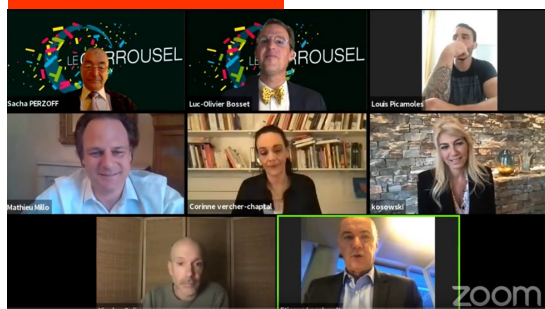 LE CARROUSEL
LE CARROUSEL
Sacha PERZOFF
Luc-Olivier Bosset
Louis Picamoles
Mathieu Millo
Corinne vercher-chaptal
kosowski
zoom